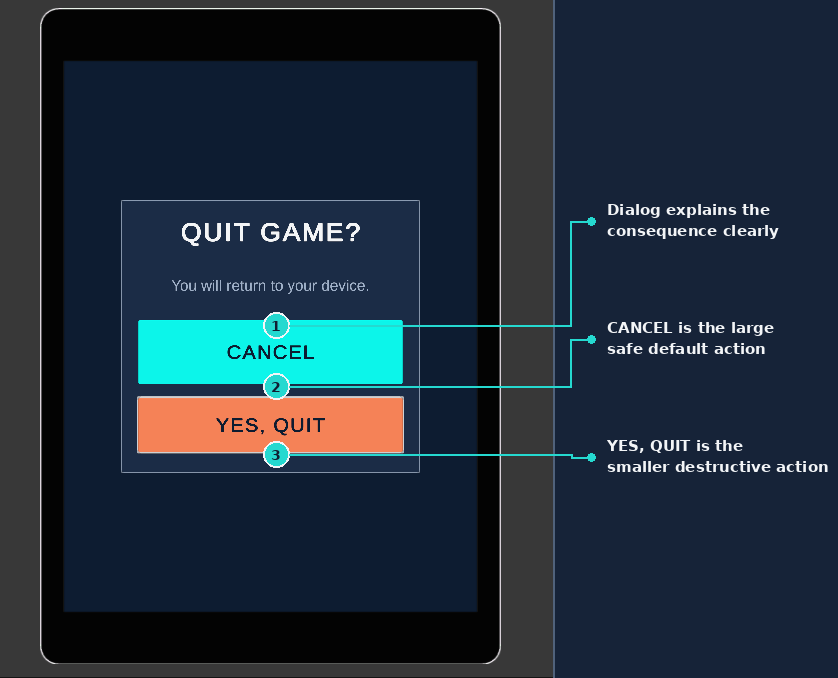 QUIT GAME?
You will return to your device.
1
CANCEL
2
YES, QUIT
3
Dialog explains the
consequence clearly
CANCEL is the large
safe default action
YES, QUIT is the
smaller destructive action